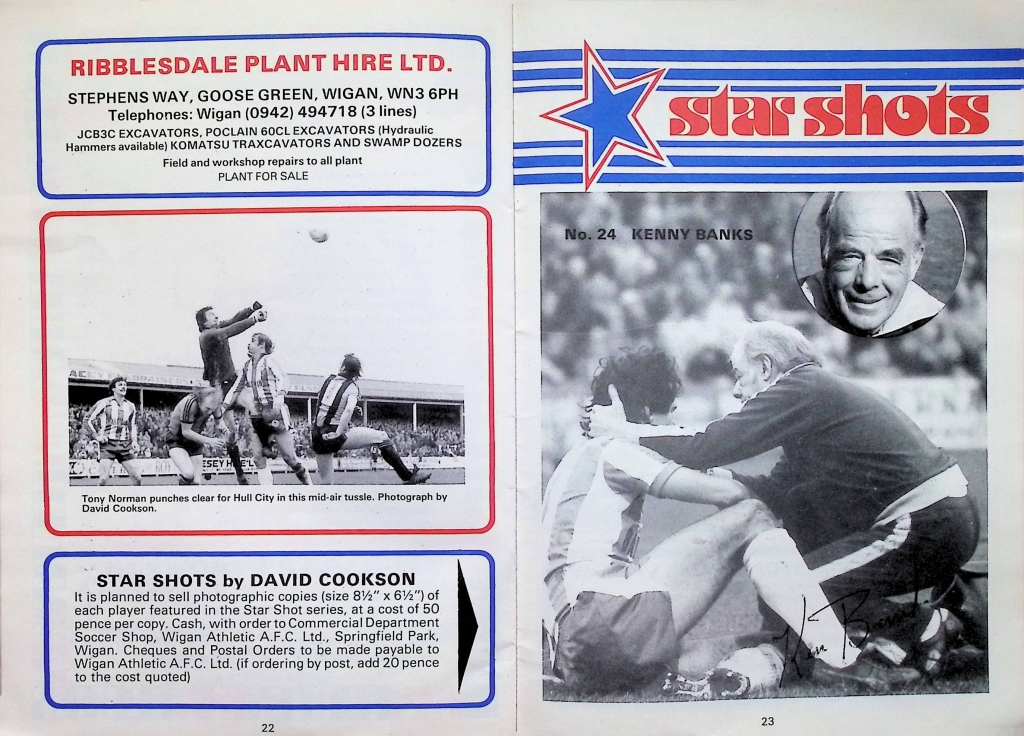 RIBBLESDALE PLANT HIRE LTD.
STEPHENS WAY, GOOSE GREEN, WIGAN, WN3 6PH
Telephones: Wigan (0942) 494718 (3 lines)
JCB3C EXCAVATORS, POCLAIN 60CL EXCAVATORS (Hydraulic
Hammers available) KOMATSU TRAXCAVATORS AND SWAMP DOZERS
Field and workshop repairs to all plant
PLANT FOR SALE
Tony Norman punches clear for Hull City in this mid-air tussle. Photograph by
David Cookson.
STAR SHOTS by DAVID COOKSON
It is planned to sell photographic copies (size 8½″ x 6½″) of
each player featured in the Star Shot series, at a cost of 50
pence per copy. Cash, with order to Commercial Department
Soccer Shop, Wigan Athletic A.F.C. Ltd., Springfield Park,
Wigan. Cheques and Postal Orders to be made payable to
Wigan Athletic A.F.C. Ltd. (if ordering by post, add 20 pence
to the cost quoted)
22
star shots
No. 24 KENNY BANKS
23